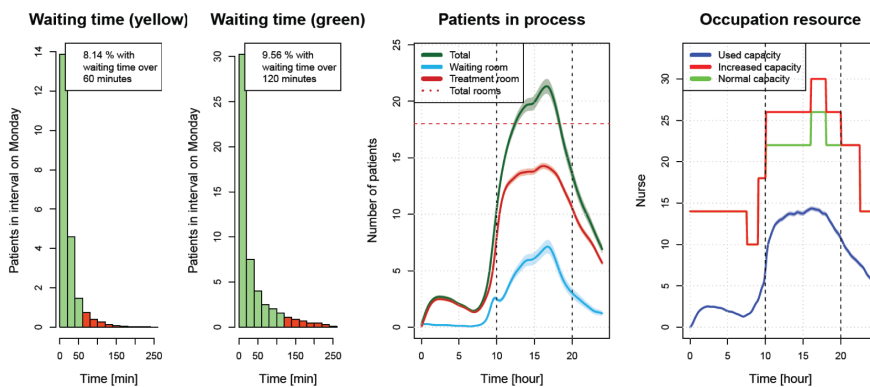 Waiting time (yellow)
8.14 % with
waiting time over
60 minutes
Patients in interval on Monday
14
12
10
8
6
4
2
0
0
50
150
250
Time [min]
Waiting time (green)
9.56 % with
waiting time over
120 minutes
Patients in interval on Monday
30
25
20
15
10
5
0
0
50
150
250
Time [min]
Patients in process
Total
Waiting room
Treatment room
Total rooms
Number of patients
25
20
15
10
5
0
0
5
10
15
20
Time [hour]
Occupation resource
Used capacity
Increased capacity
Normal capacity
Nurse
30
25
20
15
10
5
0
0
5
10
15
20
Time [hour]